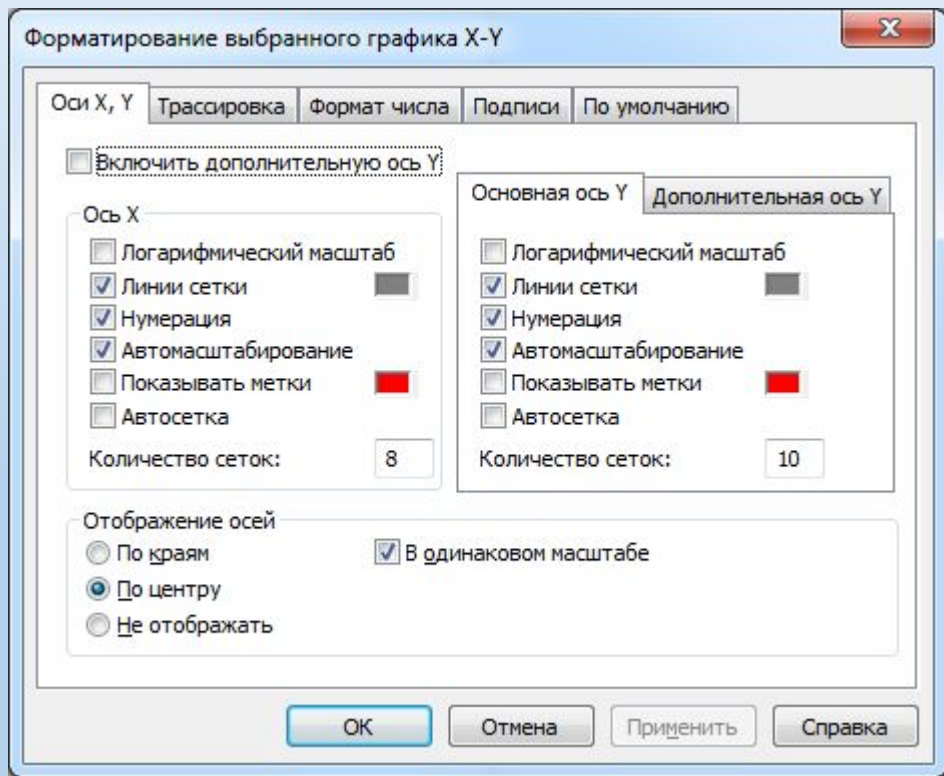 Форматирование выбранного графика X-Y
Оси X, Y
Трассировка
Формат числа
Подписи
По умолчанию
Включить дополнительную ось Y
Ось X
Логарифмический масштаб
Линии сетки
Нумерация
Автомасштабирование
Показывать метки
Автосетка
Количество сеток: 8
Основная ось Y
Дополнительная ось Y
Логарифмический масштаб
Линии сетки
Нумерация
Автомасштабирование
Показывать метки
Автосетка
Количество сеток: 10
Отображение осей
По краям
По центру
Не отображать
В одинаковом масштабе
ОК
Отмена
Применить
Справка